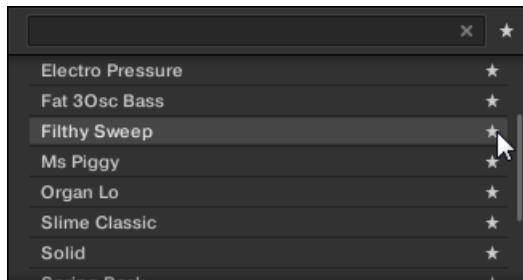 Electro Pressure
Fat 3Osc Bass
Filthy Sweep
Ms Piggy
Organ Lo
Slime Classic
Solid